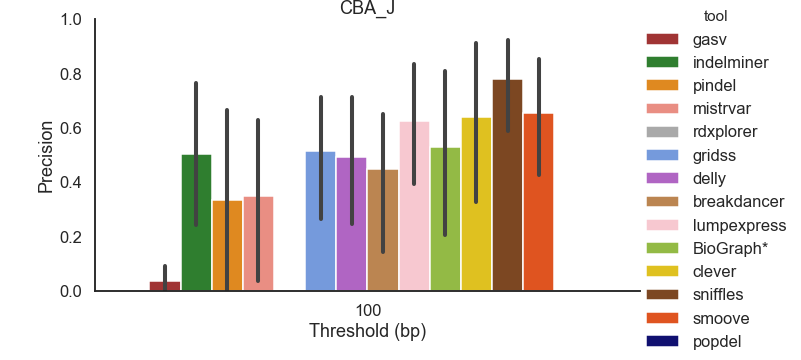 CBA_J
1.0
0.8
0.6
0.4
0.2
0.0
Precision
100
Threshold (bp)
tool
gasv
indelminer
pindel
mistrvar
rdxplorer
gridss
delly
breakdancer
lumpexpress
BioGraph*
clever
sniffles
smoove
popdel